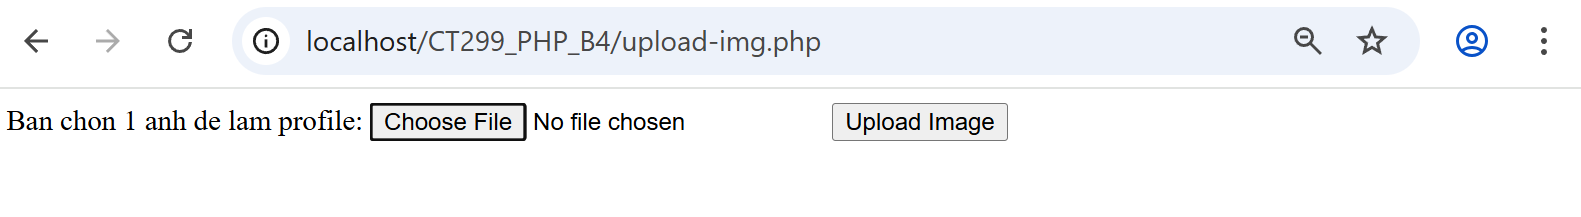 localhost/CT299_PHP_B4/upload-img.php
Ban chon 1 anh de lam profile: Choose File No file chosen Upload Image